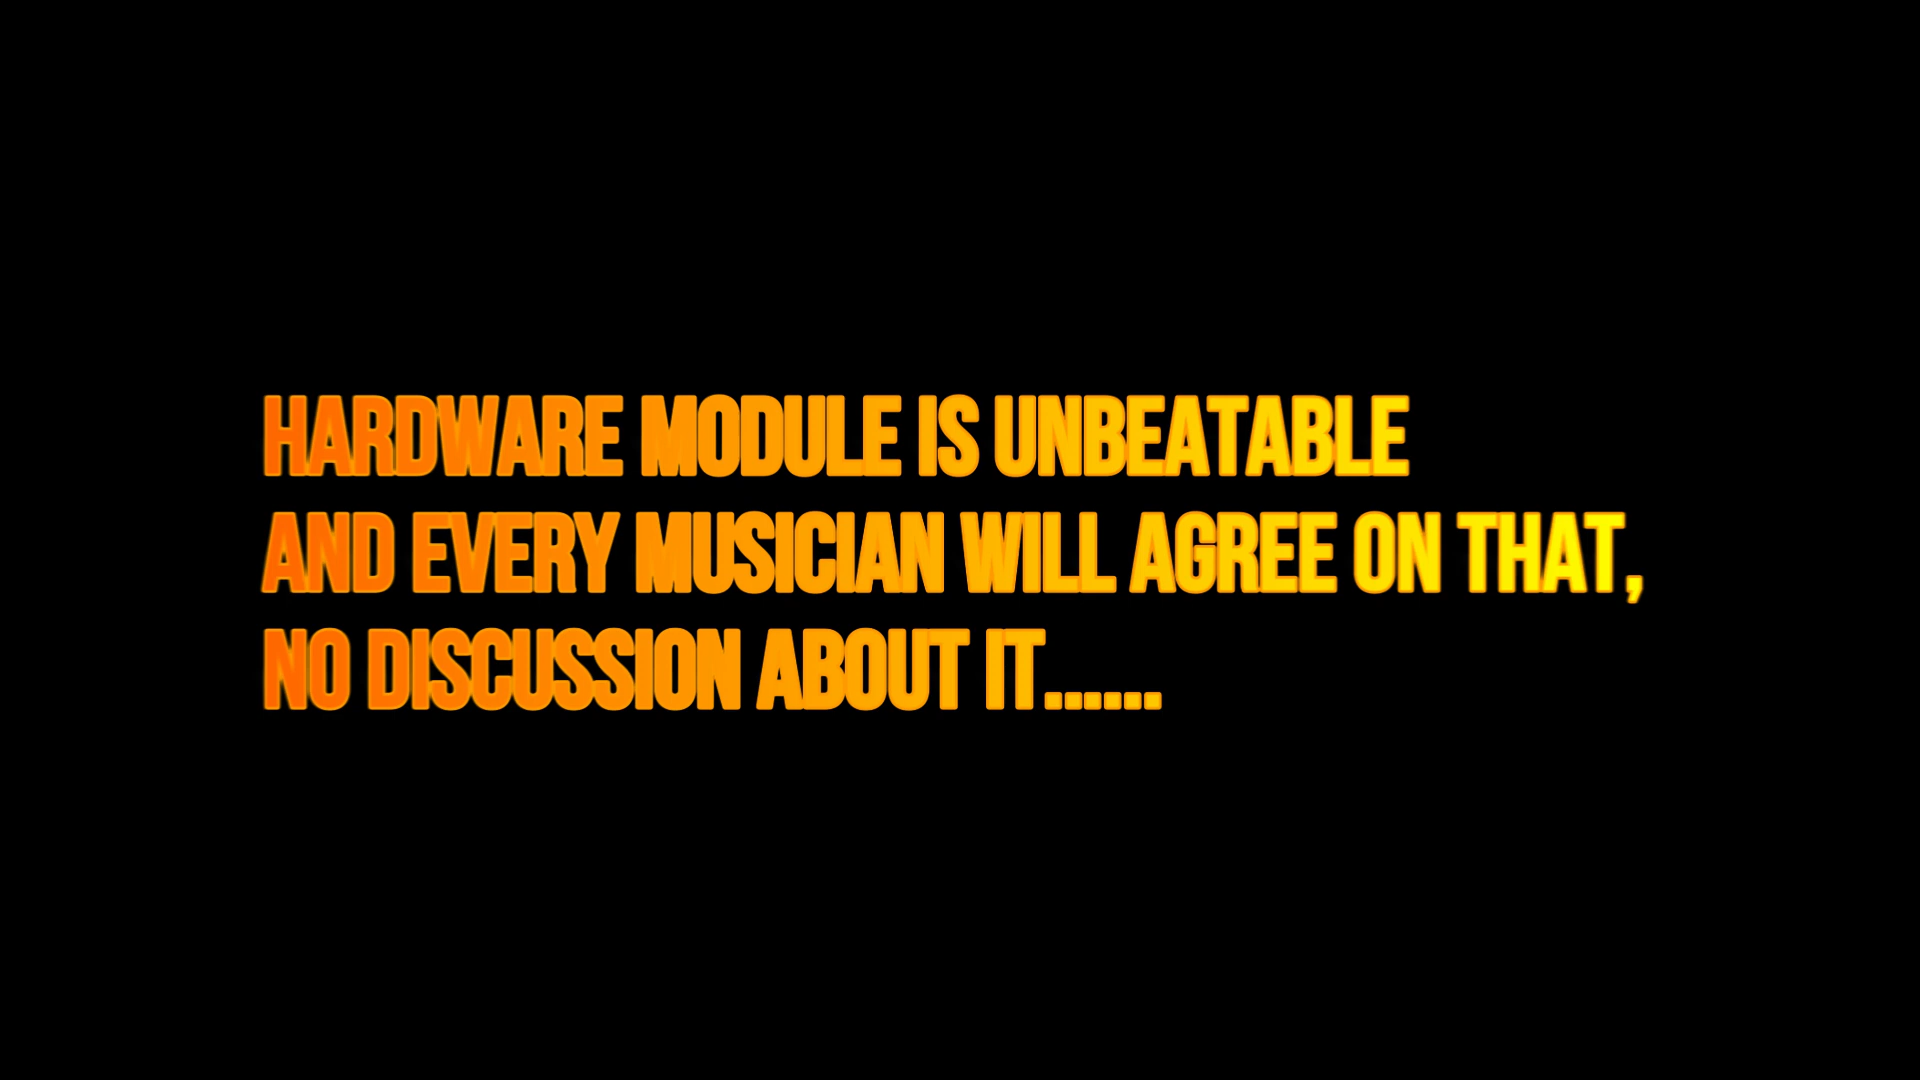 HARDWARE MODULE IS UNBEATABLE
AND EVERY MUSICIAN WILL AGREE ON THAT,
NO DISCUSSION ABOUT IT......